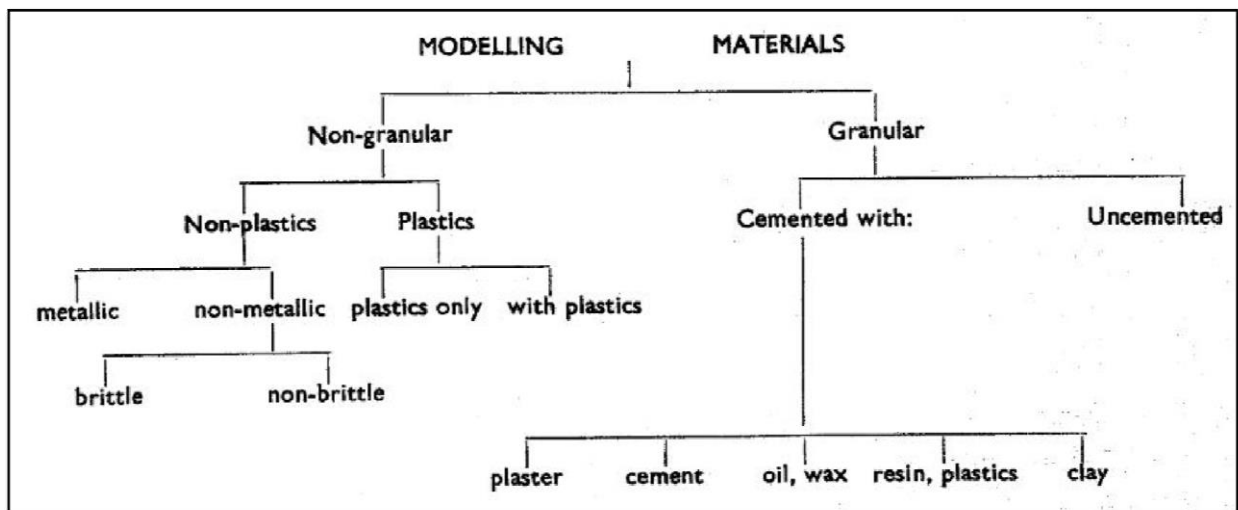 MODELLING MATERIALS
Non-granular Granular
Non-plastics Plastics Cemented with: Uncemented
metallic non-metallic plastics only with plastics
brittle non-brittle
plaster cement oil, wax resin, plastics clay